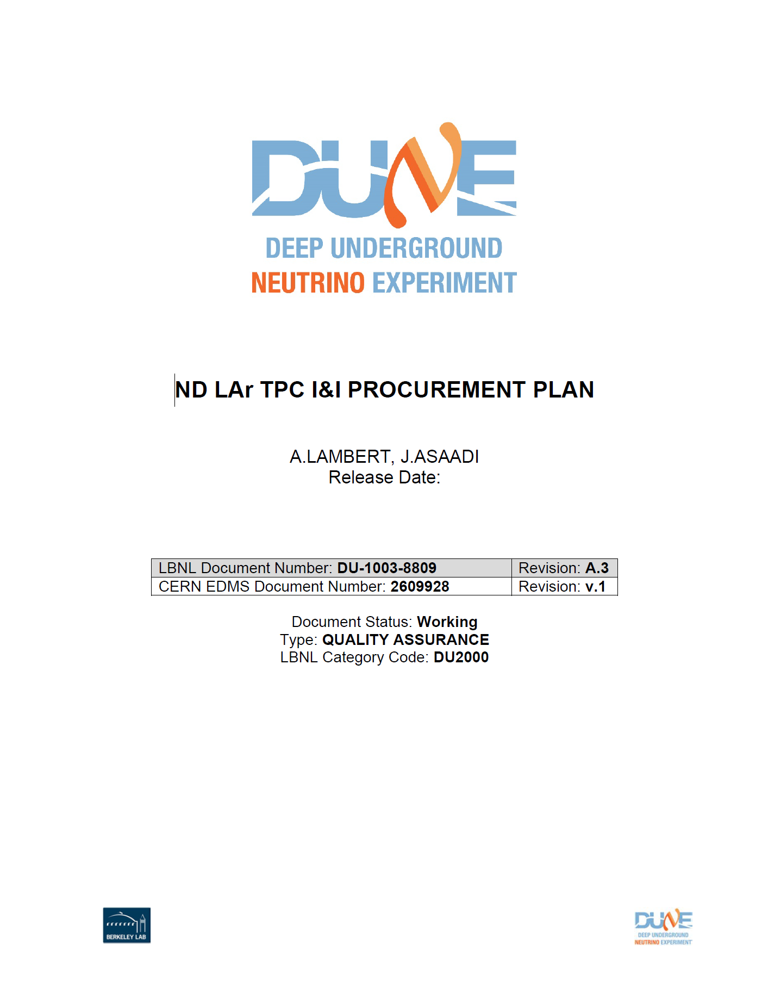 DUNE
DEEP UNDERGROUND
NEUTRINO EXPERIMENT
ND LAr TPC I&I PROCUREMENT PLAN
A.LAMBERT, J.ASAADI
Release Date:
LBNL Document Number: DU-1003-8809 Revision: A.3
CERN EDMS Document Number: 2609928 Revision: v.1
Document Status: Working
Type: QUALITY ASSURANCE
LBNL Category Code: DU2000
BERKELEY LAB
DUNE
DEEP UNDERGROUND
NEUTRINO EXPERIMENT